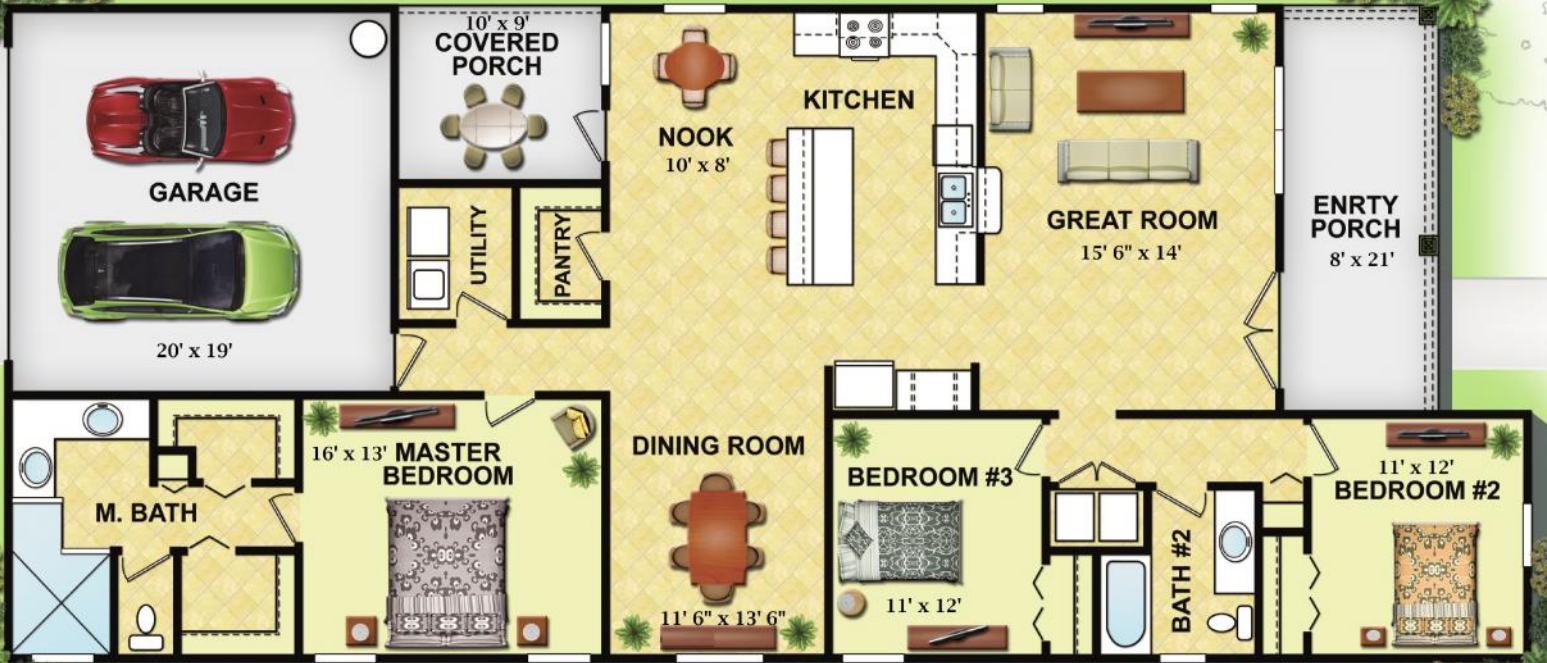 10' x 9'
COVERED
PORCH
KITCHEN
NOOK
10' x 8'
GARAGE
20' x 19'
UTILITY
PANTRY
GREAT ROOM
15' 6" x 14'
ENRTY
PORCH
8' x 21'
16' x 13' MASTER
BEDROOM
M. BATH
DINING ROOM
11' 6" x 13' 6"
BEDROOM #3
11' x 12'
BATH #2
11' x 12'
BEDROOM #2